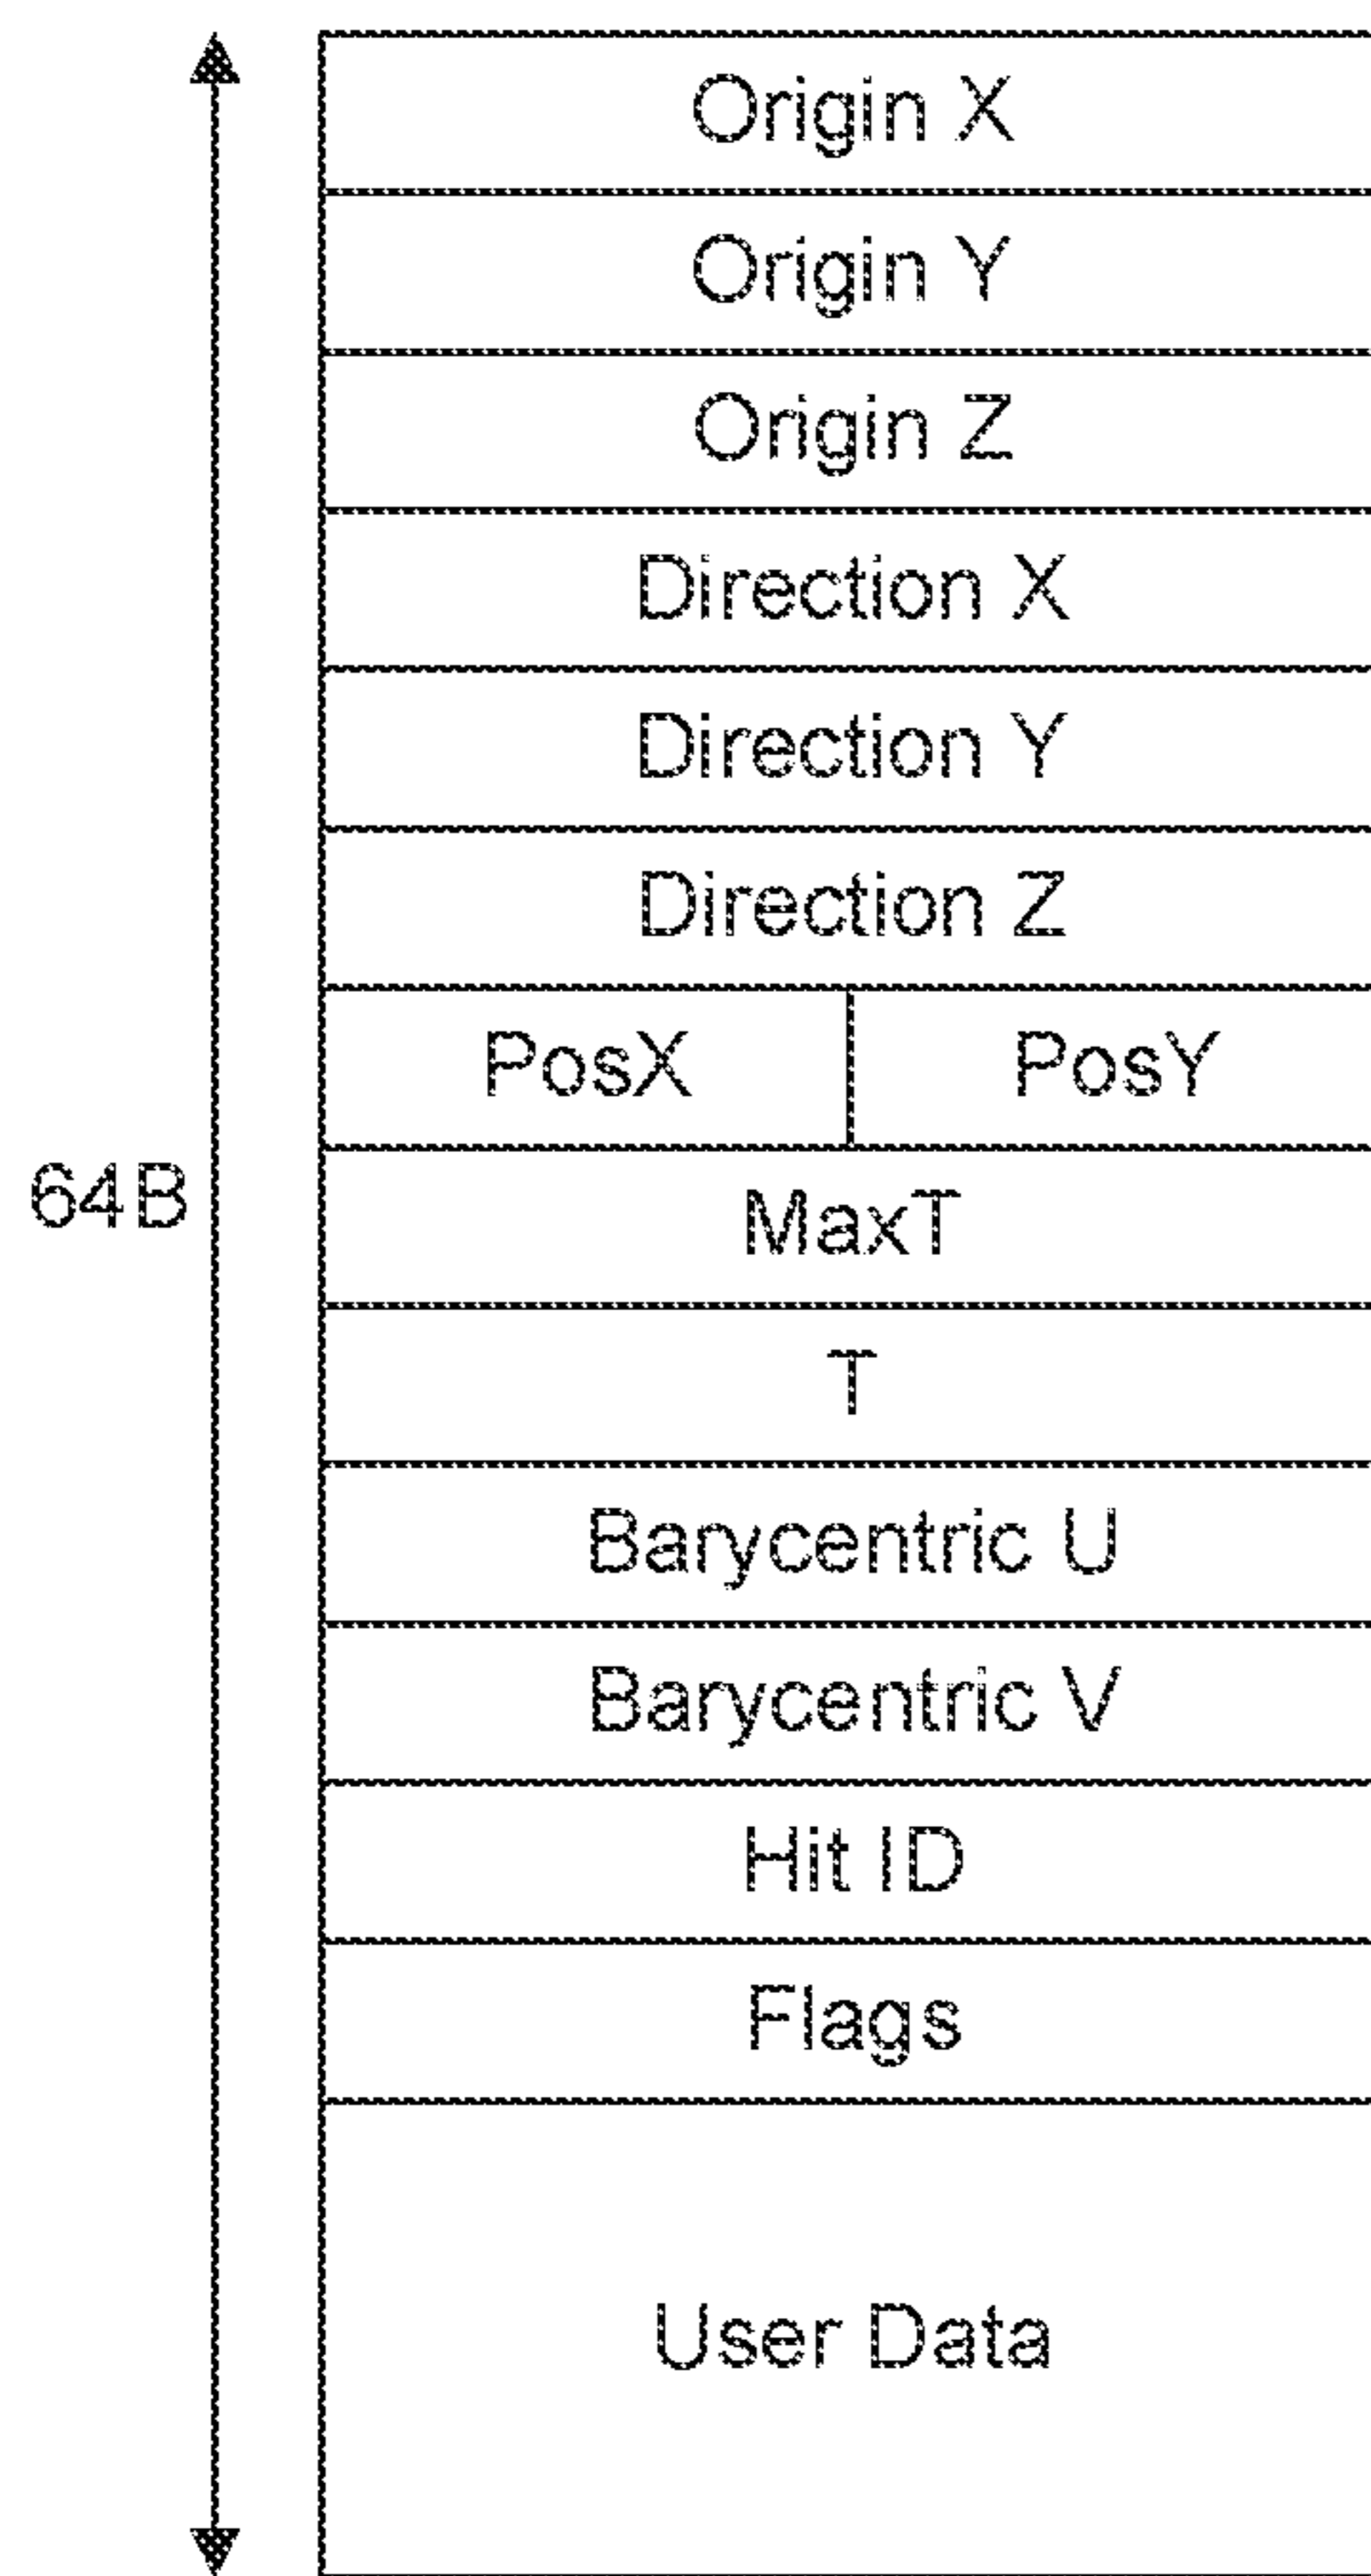 Origin X
Origin Y
Origin Z
Direction X
Direction Y
Direction Z
PosX PosY
64B
MaxT
T
Barycentric U
Barycentric V
Hit ID
Flags
User Data